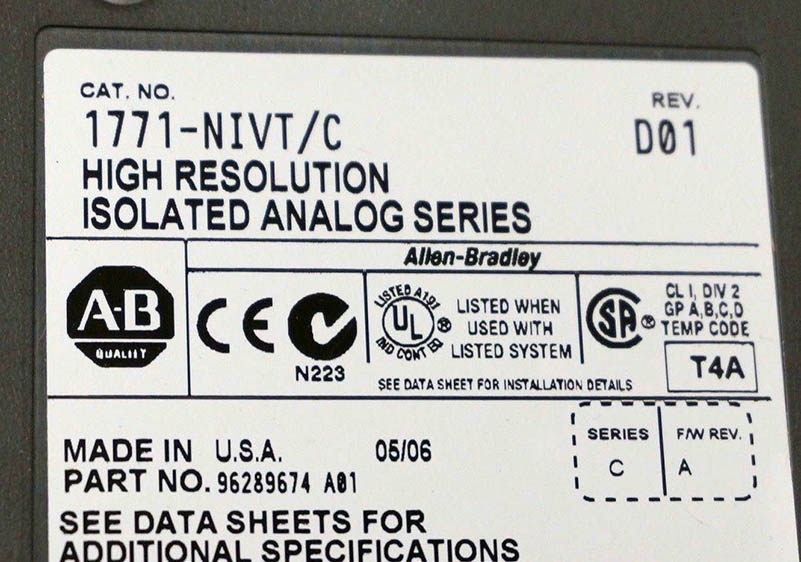 CAT. NO.
1771-NIVT/C
REV.
D01
HIGH RESOLUTION
ISOLATED ANALOG SERIES
Allen-Bradley
A-B
QUALITY
CE
N223
LISTED A191
UL
IND CONT EQ
®
LISTED WHEN
USED WITH
LISTED SYSTEM
SA ®
CL I, DIV 2
GP A,B,C,D
TEMP CODE
T4A
SEE DATA SHEET FOR INSTALLATION DETAILS
MADE IN U.S.A. 05/06
PART NO. 96289674 A01
SERIES
C
F/W REV.
A
SEE DATA SHEETS FOR
ADDITIONAL SPECIFICATIONS